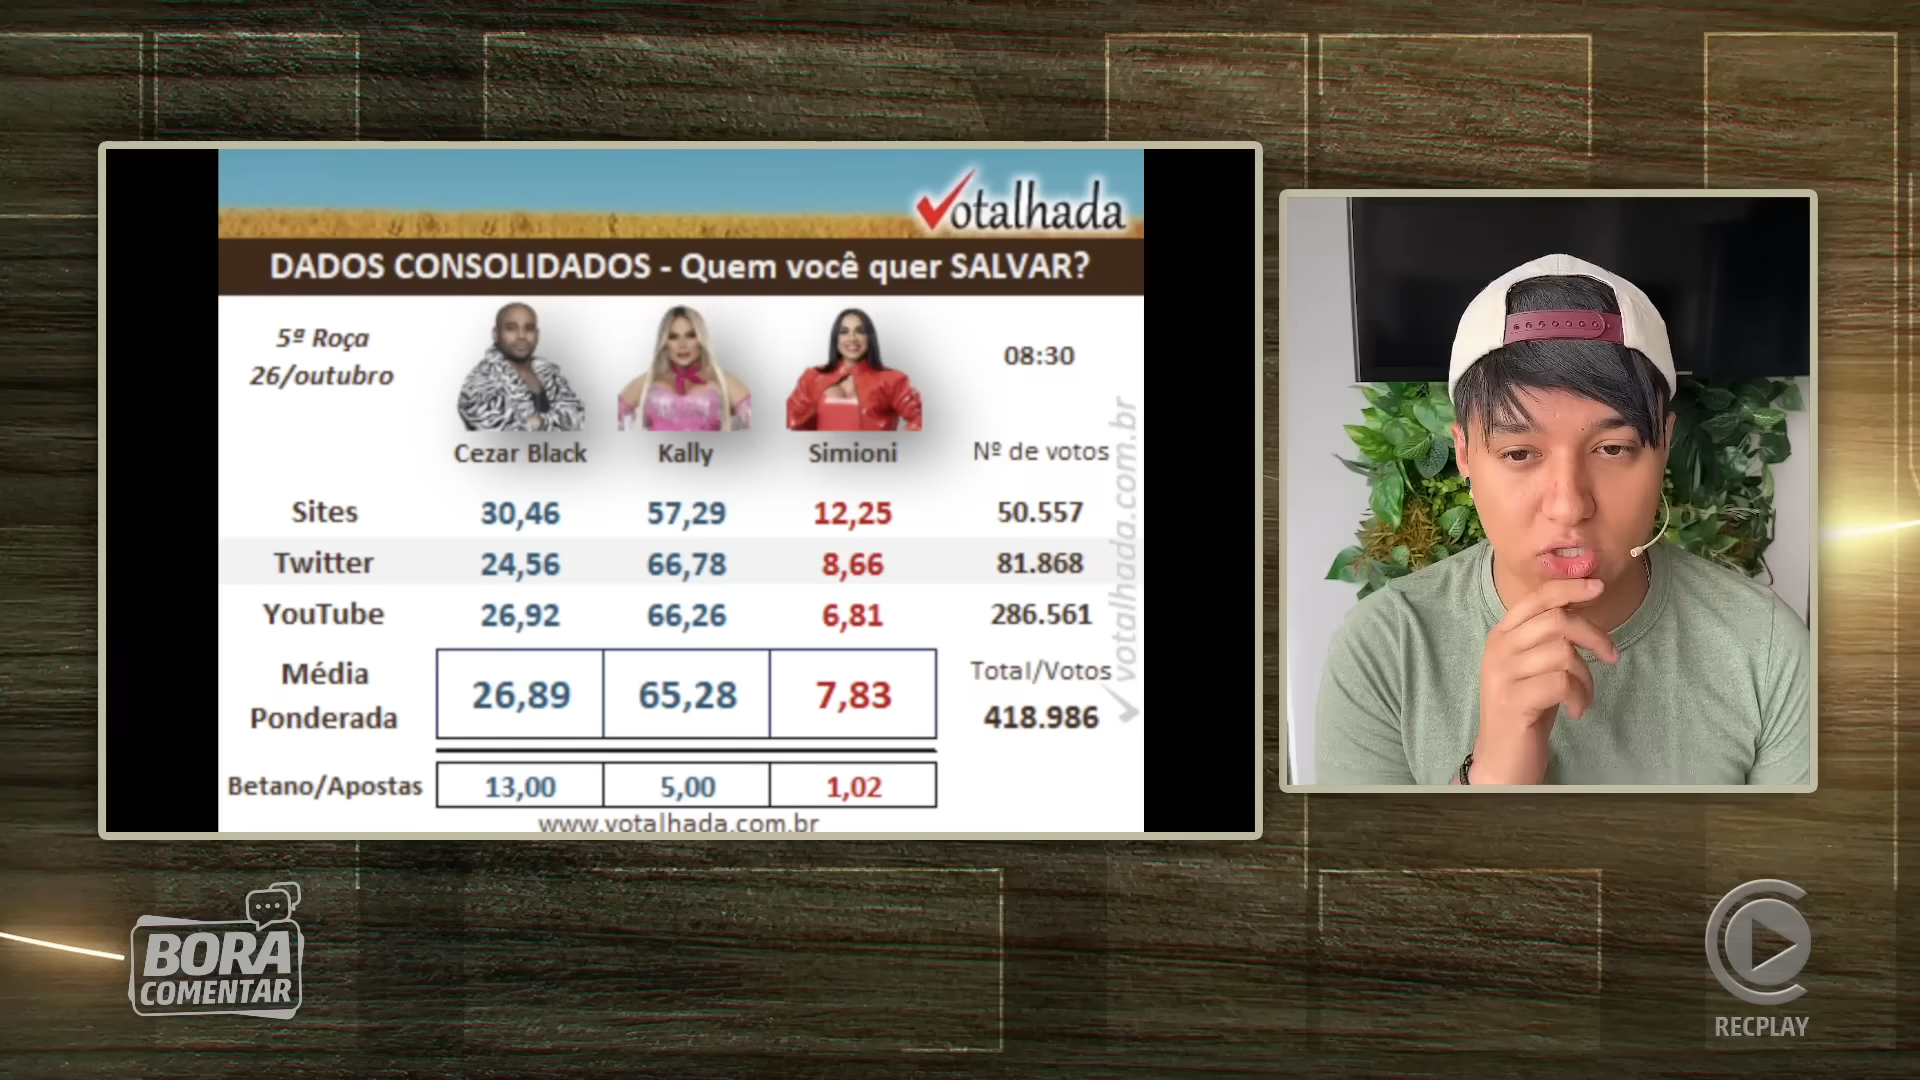 Votalhada
DADOS CONSOLIDADOS - Quem você quer SALVAR?
5ª Roça
26/outubro
08:30
Cezar Black Kally Simioni Nº de votos
Sites 30,46 57,29 12,25 50.557
Twitter 24,56 66,78 8,66 81.868
YouTube 26,92 66,26 6,81 286.561
Média
Ponderada
26,89 65,28 7,83
Total/Votos
418.986
Betano/Apostas 13,00 5,00 1,02
www.votalhada.com.br
votalhada.com.br
BORA
COMENTAR
RECPLAY